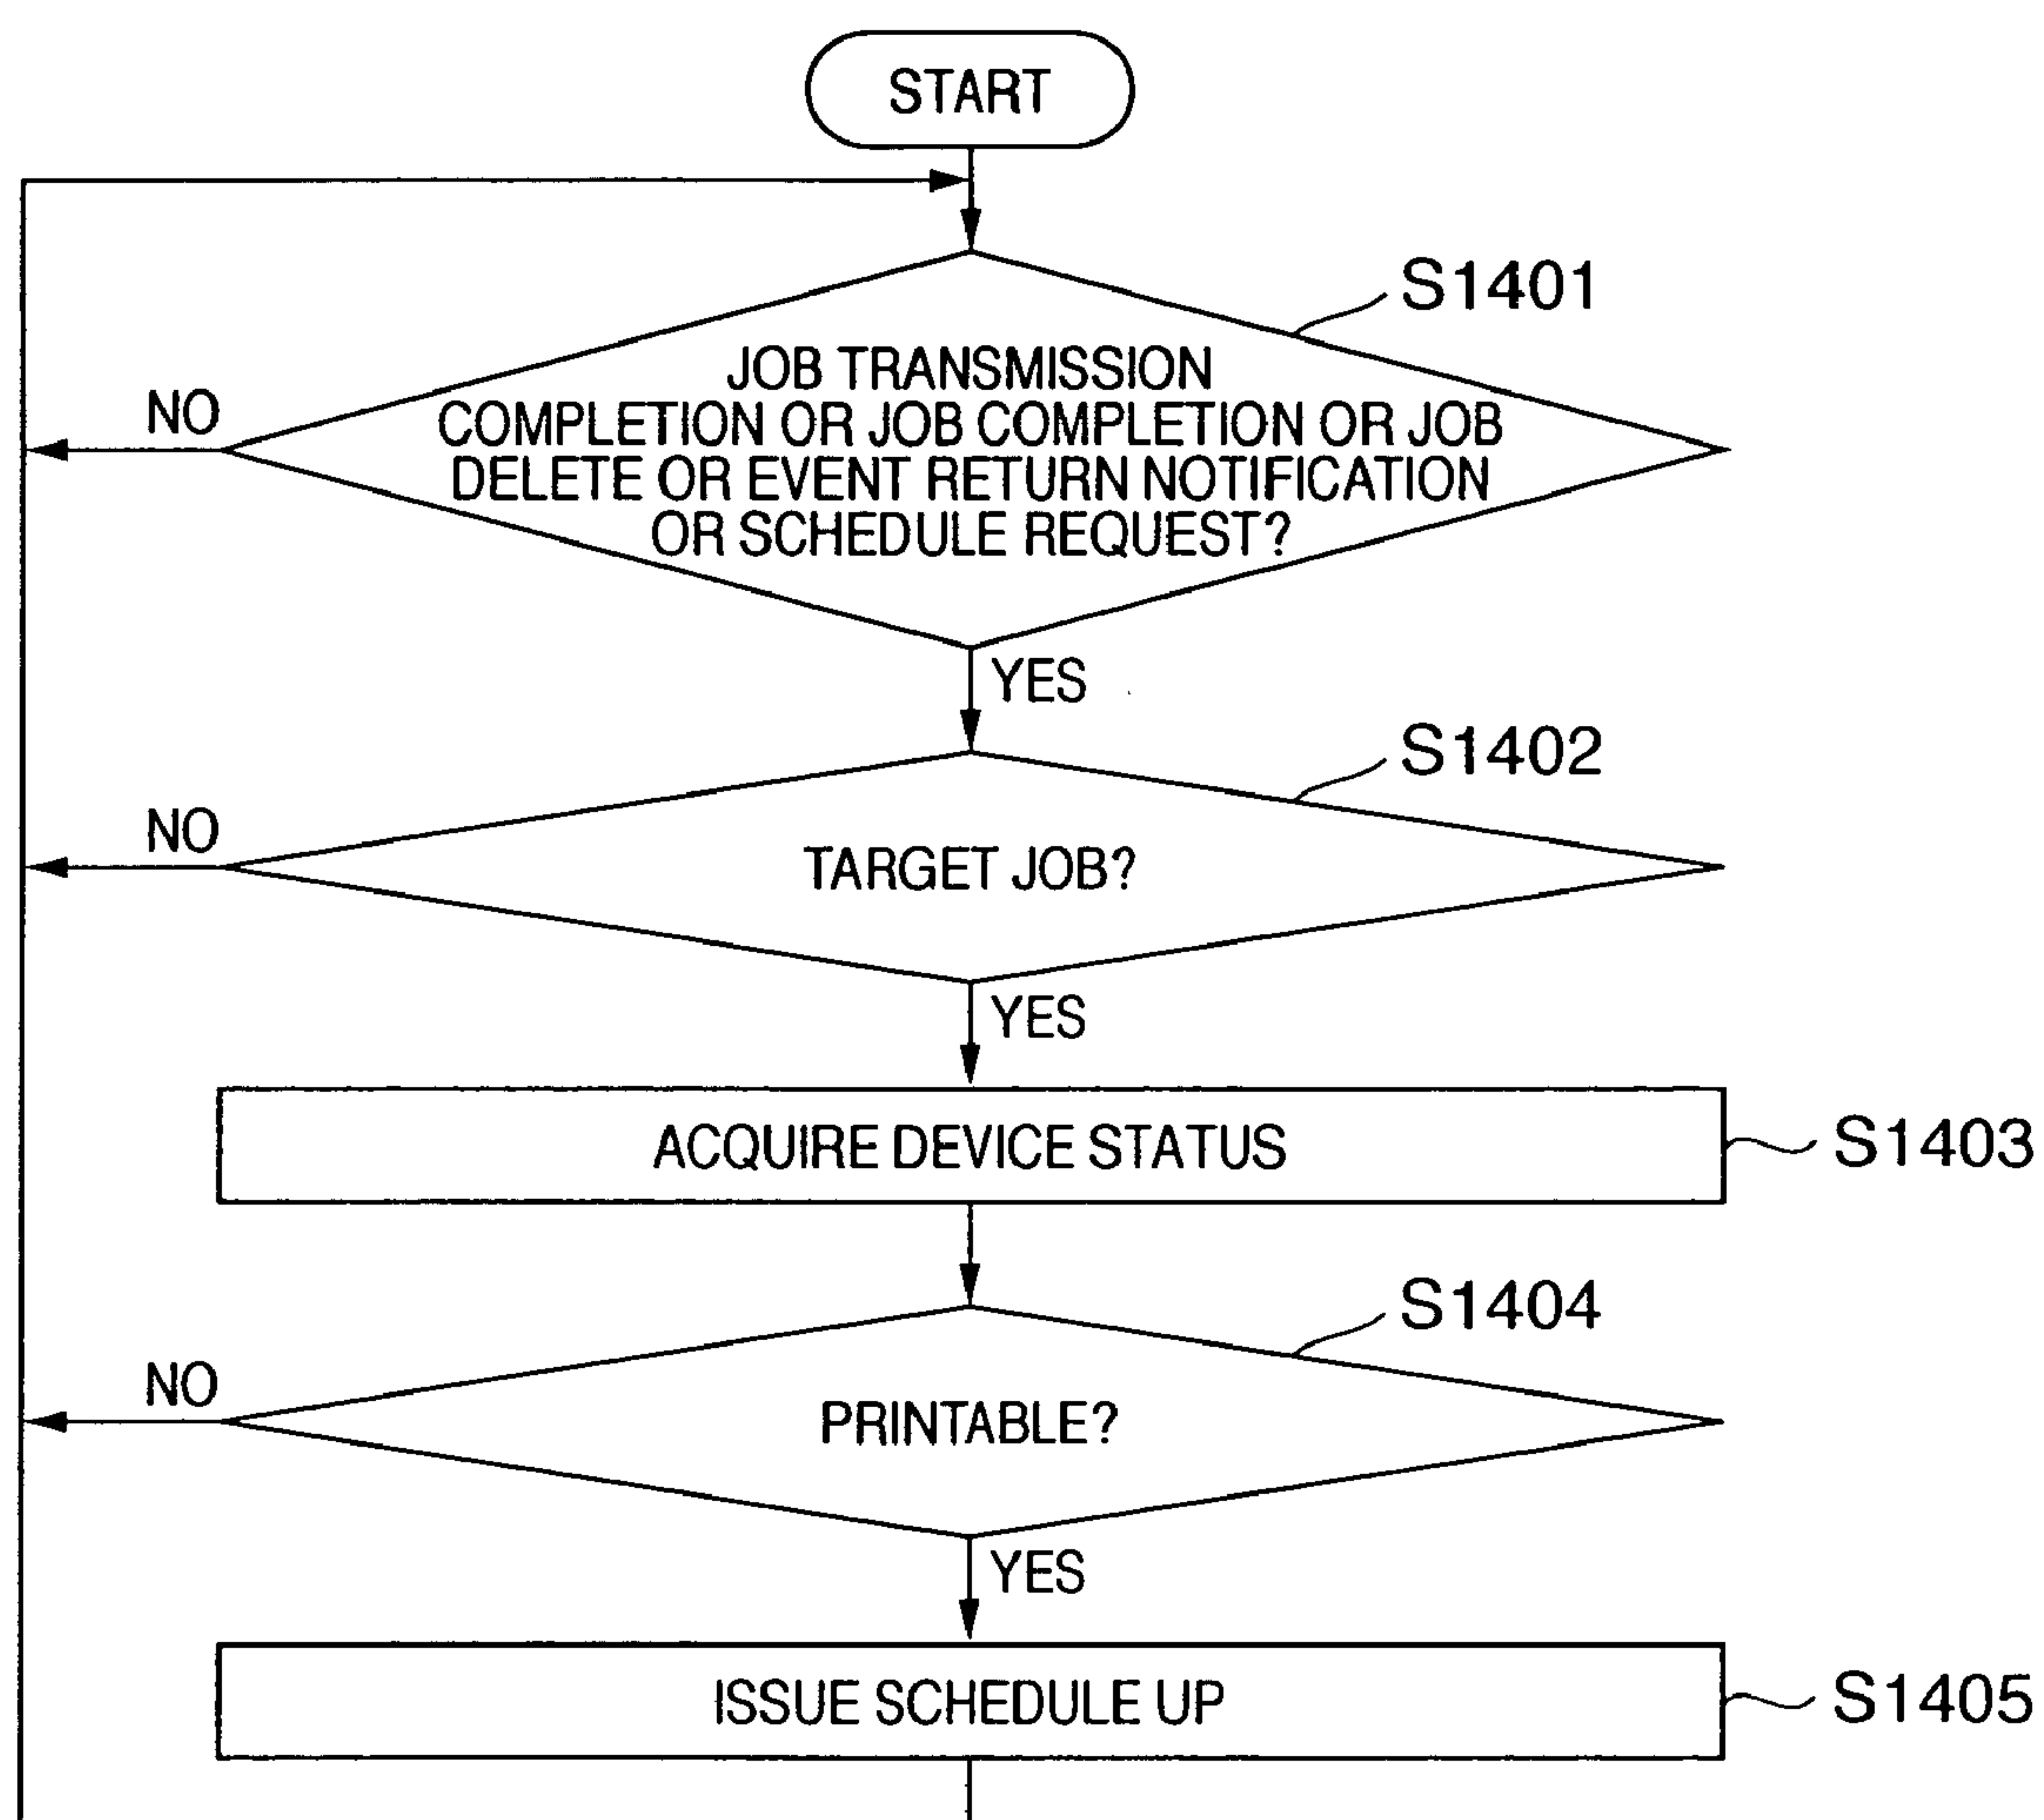 START
S1401
JOB TRANSMISSION
COMPLETION OR JOB COMPLETION OR JOB
DELETE OR EVENT RETURN NOTIFICATION
OR SCHEDULE REQUEST?
NO
YES
S1402
TARGET JOB?
NO
YES
ACQUIRE DEVICE STATUS
S1403
S1404
PRINTABLE?
NO
YES
ISSUE SCHEDULE UP
S1405